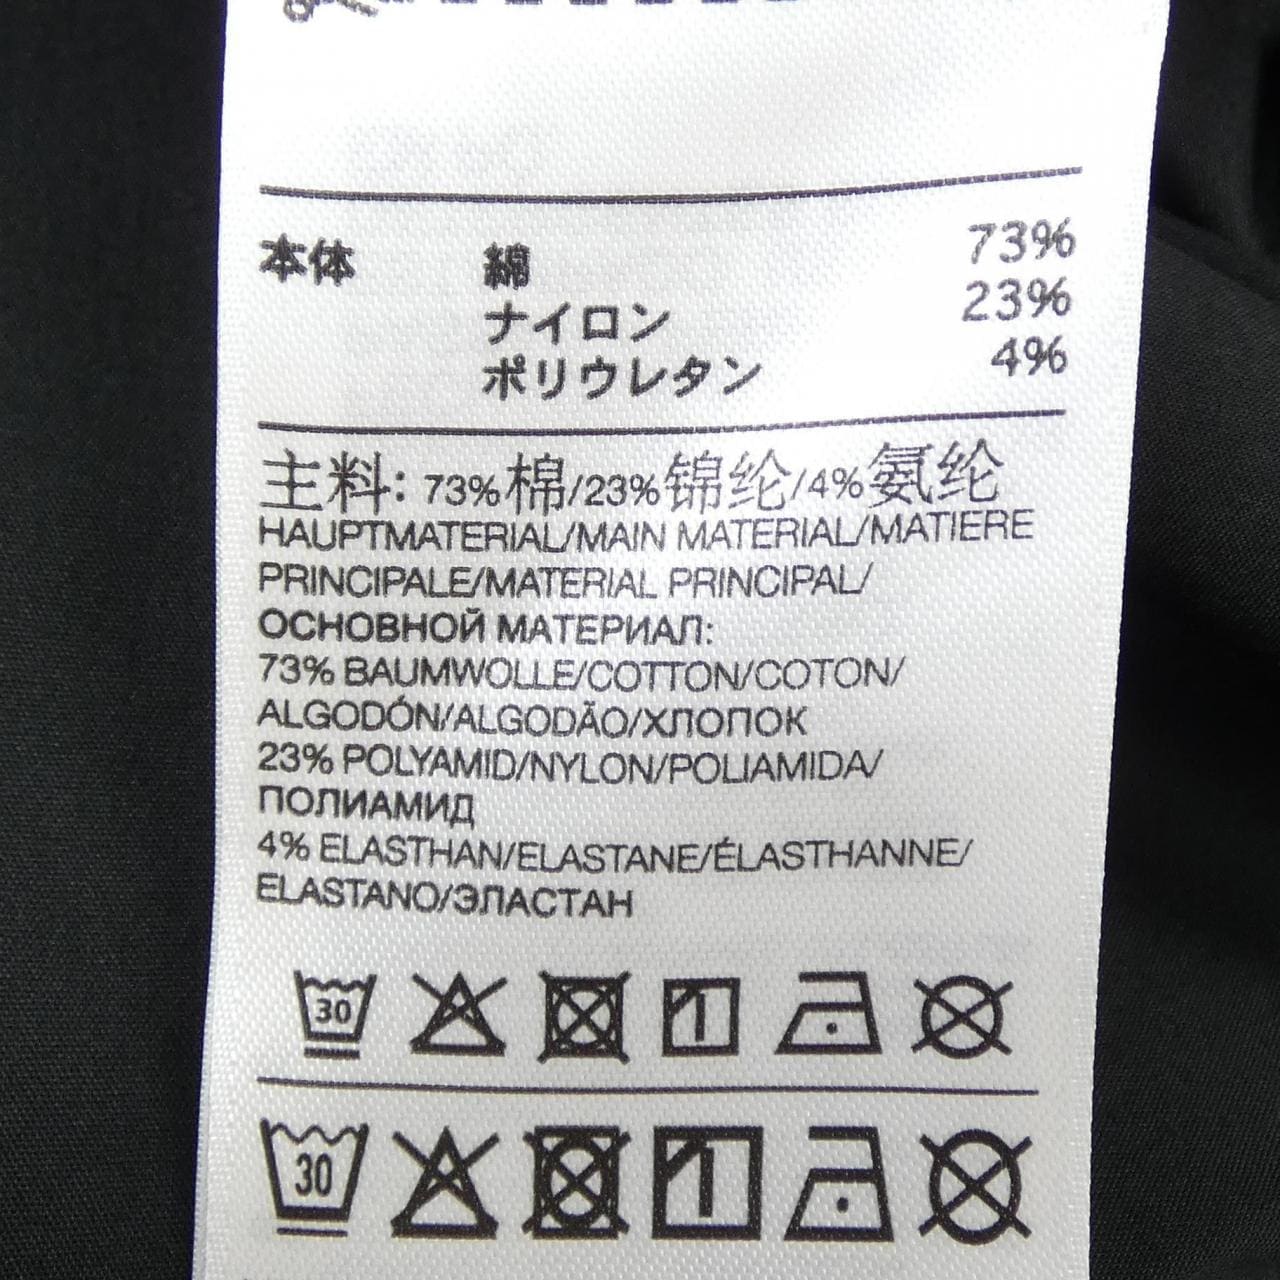 本体 綿 73%
ナイロン 23%
ポリウレタン 4%
主料: 73%棉/23%锦纶/4%氨纶
HAUPTMATERIAL/MAIN MATERIAL/MATIERE
PRINCIPALE/MATERIAL PRINCIPAL/
ОСНОВНОЙ МАТЕРИАЛ:
73% BAUMWOLLE/COTTON/COTON/
ALGODÓN/ALGODÃO/ХЛОПОК
23% POLYAMID/NYLON/POLIAMIDA/
ПОЛИАМИД
4% ELASTHAN/ELASTANE/ÉLASTHANNE/
ELASTANO/ЭЛАСТАН
30
30